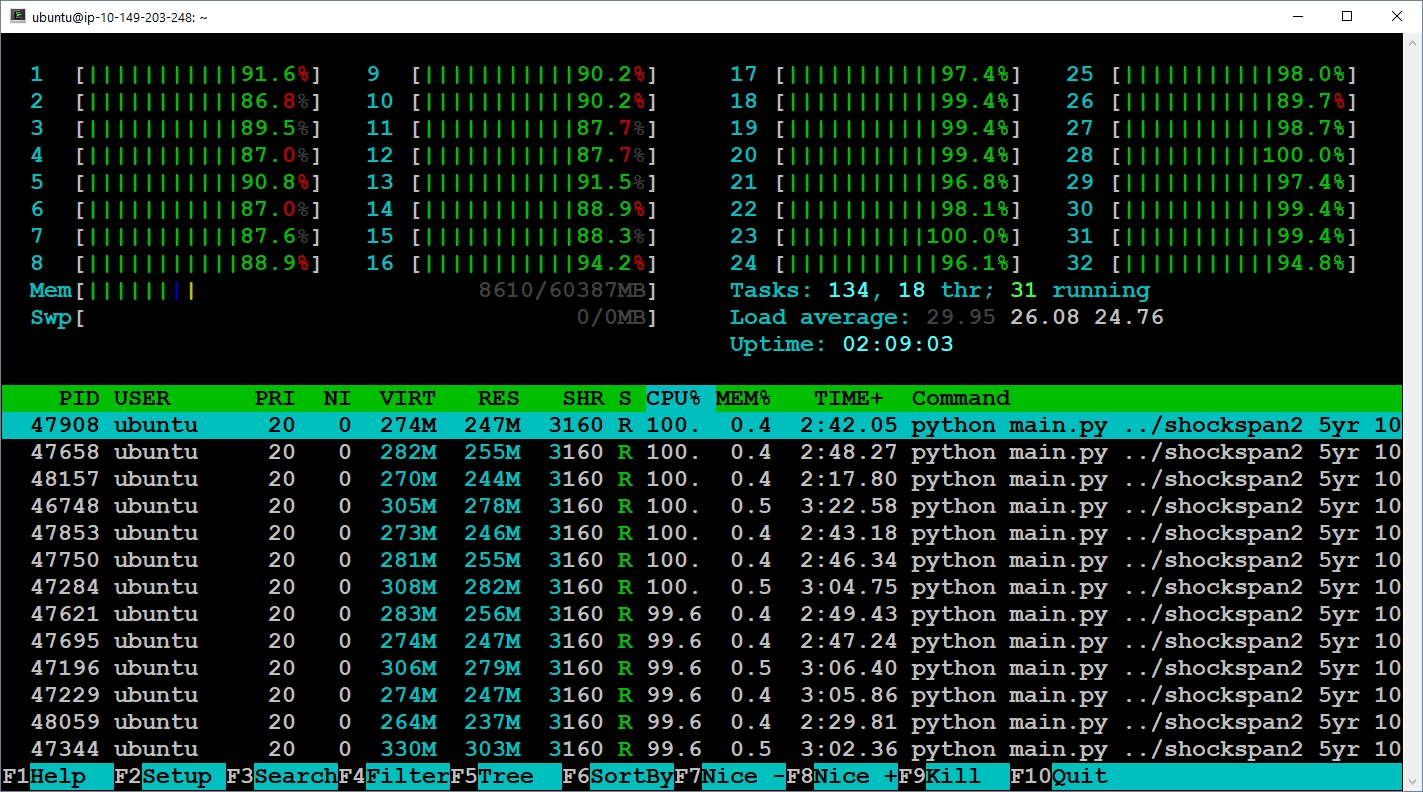 ubuntu@ip-10-149-203-248: ~
1 [|||||||||||91.6%] 9 [|||||||||||90.2%] 17 [|||||||||||97.4%] 25 [|||||||||||98.0%]
2 [|||||||||||86.8%] 10 [|||||||||||90.2%] 18 [|||||||||||99.4%] 26 [|||||||||||89.7%]
3 [|||||||||||89.5%] 11 [|||||||||||87.7%] 19 [|||||||||||99.4%] 27 [|||||||||||98.7%]
4 [|||||||||||87.0%] 12 [|||||||||||87.7%] 20 [|||||||||||99.4%] 28 [||||||||||100.0%]
5 [|||||||||||90.8%] 13 [|||||||||||91.5%] 21 [|||||||||||96.8%] 29 [|||||||||||97.4%]
6 [|||||||||||87.0%] 14 [|||||||||||88.9%] 22 [|||||||||||98.1%] 30 [|||||||||||99.4%]
7 [|||||||||||87.6%] 15 [|||||||||||88.3%] 23 [||||||||||100.0%] 31 [|||||||||||99.4%]
8 [|||||||||||88.9%] 16 [|||||||||||94.2%] 24 [|||||||||||96.1%] 32 [|||||||||||94.8%]
Mem[|||||||| 8610/60387MB] Tasks: 134, 18 thr; 31 running
Swp[ 0/0MB] Load average: 29.95 26.08 24.76
Uptime: 02:09:03
PID USER PRI NI VIRT RES SHR S CPU% MEM% TIME+ Command
47908 ubuntu 20 0 274M 247M 3160 R 100. 0.4 2:42.05 python main.py ../shockspan2 5yr 10
47658 ubuntu 20 0 282M 255M 3160 R 100. 0.4 2:48.27 python main.py ../shockspan2 5yr 10
48157 ubuntu 20 0 270M 244M 3160 R 100. 0.4 2:17.80 python main.py ../shockspan2 5yr 10
46748 ubuntu 20 0 305M 278M 3160 R 100. 0.5 3:22.58 python main.py ../shockspan2 5yr 10
47853 ubuntu 20 0 273M 246M 3160 R 100. 0.4 2:43.18 python main.py ../shockspan2 5yr 10
47750 ubuntu 20 0 281M 255M 3160 R 100. 0.4 2:46.34 python main.py ../shockspan2 5yr 10
47284 ubuntu 20 0 308M 282M 3160 R 100. 0.5 3:04.75 python main.py ../shockspan2 5yr 10
47621 ubuntu 20 0 283M 256M 3160 R 99.6 0.4 2:49.43 python main.py ../shockspan2 5yr 10
47695 ubuntu 20 0 274M 247M 3160 R 99.6 0.4 2:47.24 python main.py ../shockspan2 5yr 10
47196 ubuntu 20 0 306M 279M 3160 R 99.6 0.5 3:06.40 python main.py ../shockspan2 5yr 10
47229 ubuntu 20 0 274M 247M 3160 R 99.6 0.4 3:05.86 python main.py ../shockspan2 5yr 10
48059 ubuntu 20 0 264M 237M 3160 R 99.6 0.4 2:29.81 python main.py ../shockspan2 5yr 10
47344 ubuntu 20 0 330M 303M 3160 R 99.6 0.5 3:02.36 python main.py ../shockspan2 5yr 10
F1Help F2Setup F3SearchF4FilterF5Tree F6SortByF7Nice -F8Nice +F9Kill F10Quit